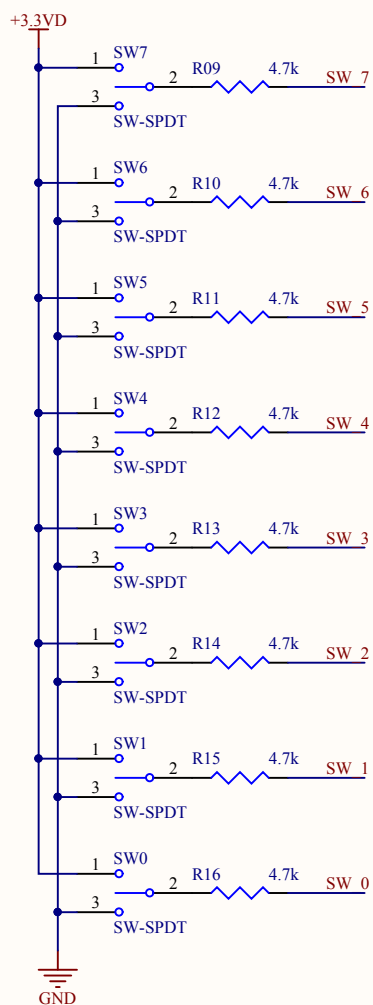 +3.3VD
1 SW7
2 R09 4.7k SW_7
3
SW-SPDT
1 SW6
2 R10 4.7k SW_6
3
SW-SPDT
1 SW5
2 R11 4.7k SW_5
3
SW-SPDT
1 SW4
2 R12 4.7k SW_4
3
SW-SPDT
1 SW3
2 R13 4.7k SW_3
3
SW-SPDT
1 SW2
2 R14 4.7k SW_2
3
SW-SPDT
1 SW1
2 R15 4.7k SW_1
3
SW-SPDT
1 SW0
2 R16 4.7k SW_0
3
SW-SPDT
GND